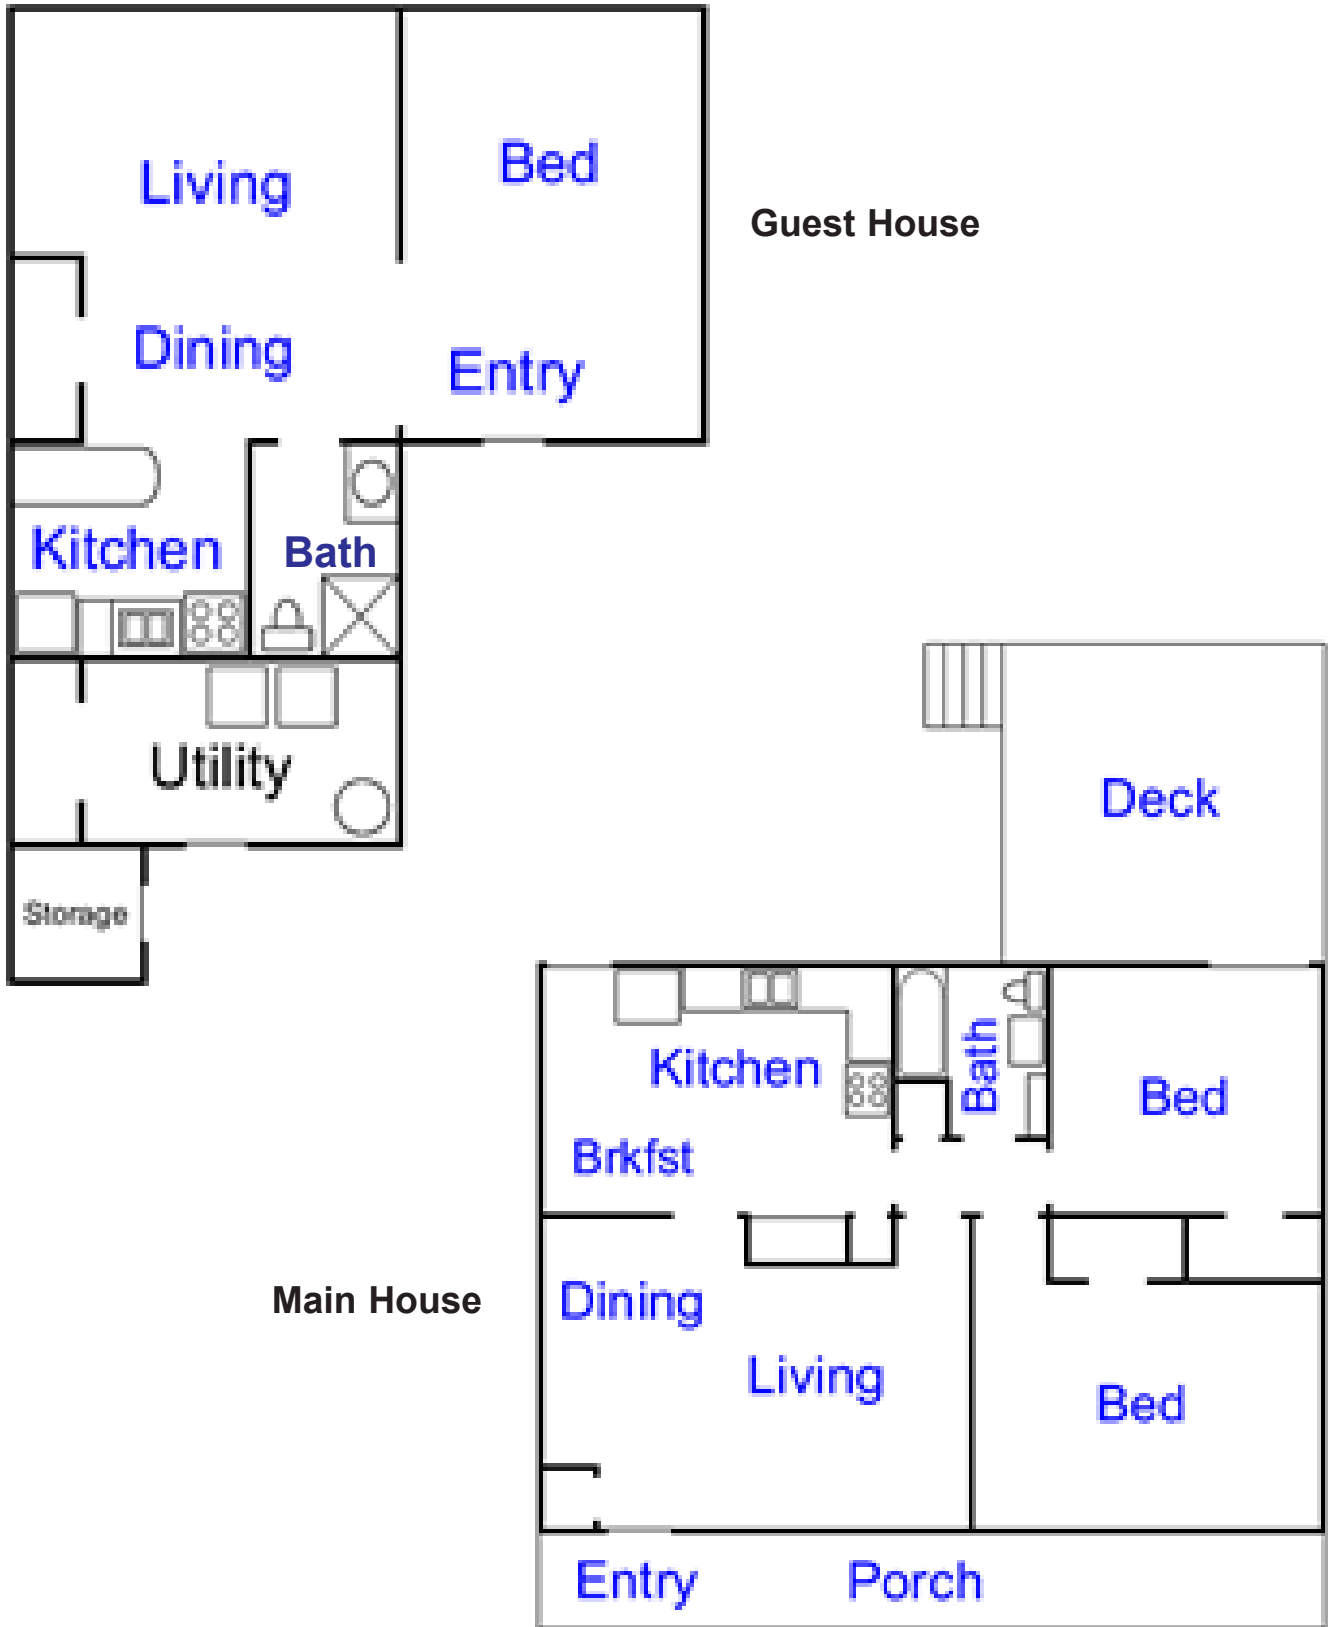 Living
Bed
Guest House
Dining
Entry
Kitchen
Bath
Utility
Storage
Deck
Kitchen
Bath
Bed
Brkfst
Main House
Dining
Living
Bed
Entry
Porch